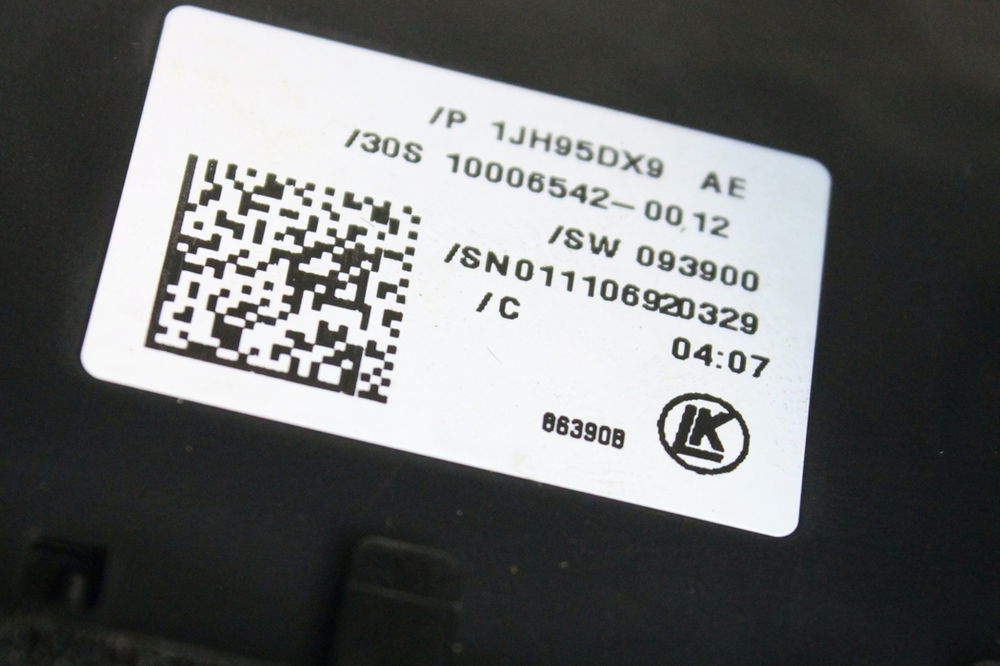 /P 1JH95DX9 AE
/30S 10006542-00,12
/SW 093900
/SN011106920329
/C 04:07
86390B
LK